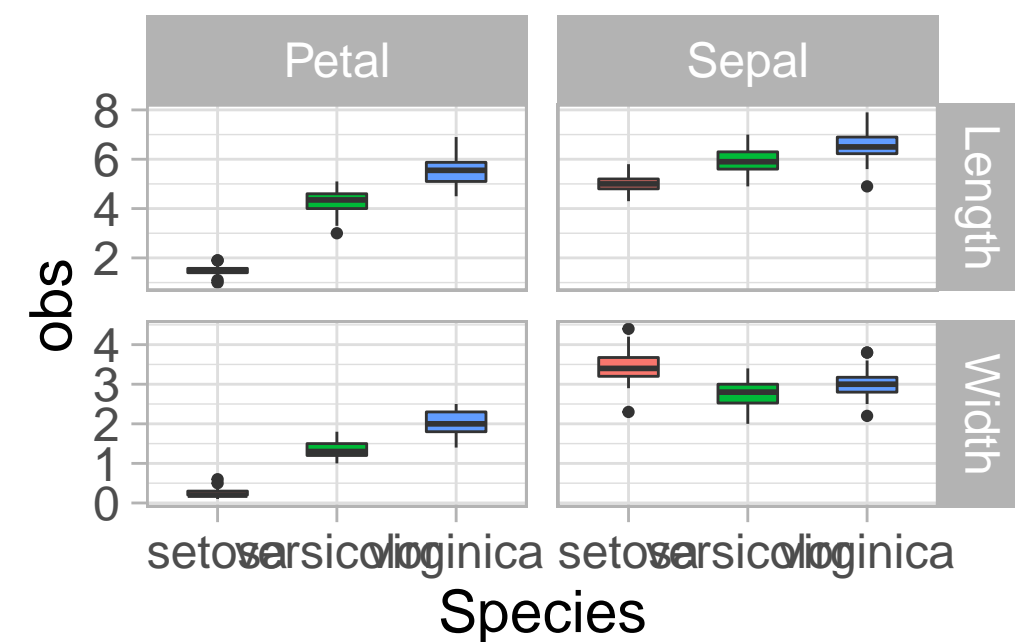 Petal Sepal
8
6
4
2
Length
obs
4
3
2
1
0
Width
setosa versicolor virginica setosa versicolor virginica
Species